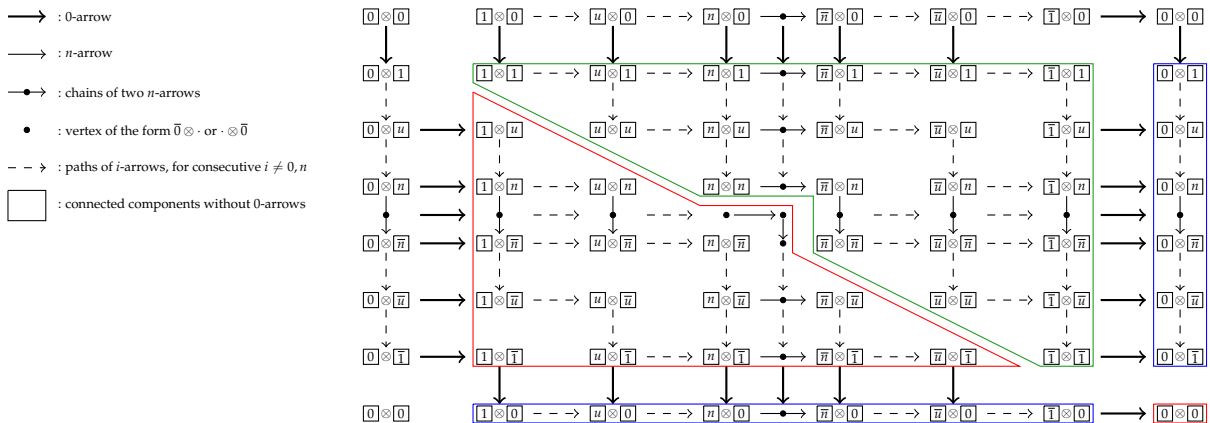 : 0-arrow
: n-arrow
: chains of two n-arrows
: vertex of the form 0̅ ⊗ · or · ⊗ 0̅
: paths of i-arrows, for consecutive i ≠ 0, n
: connected components without 0-arrows
0 ⊗ 0 1 ⊗ 0 u ⊗ 0 n ⊗ 0 n̅ ⊗ 0 u̅ ⊗ 0 1̅ ⊗ 0 0 ⊗ 0
0 ⊗ 1 1 ⊗ 1 u ⊗ 1 n ⊗ 1 n̅ ⊗ 1 u̅ ⊗ 1 1̅ ⊗ 1 0 ⊗ 1
0 ⊗ u 1 ⊗ u u ⊗ u n ⊗ u n̅ ⊗ u u̅ ⊗ u 1̅ ⊗ u 0 ⊗ u
0 ⊗ n 1 ⊗ n u ⊗ n n ⊗ n n̅ ⊗ n u̅ ⊗ n 1̅ ⊗ n 0 ⊗ n
0 ⊗ n̅ 1 ⊗ n̅ u ⊗ n̅ n ⊗ n̅ n̅ ⊗ n̅ u̅ ⊗ n̅ 1̅ ⊗ n̅ 0 ⊗ n̅
0 ⊗ u̅ 1 ⊗ u̅ u ⊗ u̅ n ⊗ u̅ n̅ ⊗ u̅ u̅ ⊗ u̅ 1̅ ⊗ u̅ 0 ⊗ u̅
0 ⊗ 1̅ 1 ⊗ 1̅ u ⊗ 1̅ n ⊗ 1̅ n̅ ⊗ 1̅ u̅ ⊗ 1̅ 1̅ ⊗ 1̅ 0 ⊗ 1̅
0 ⊗ 0 1 ⊗ 0 u ⊗ 0 n ⊗ 0 n̅ ⊗ 0 u̅ ⊗ 0 1̅ ⊗ 0 0 ⊗ 0